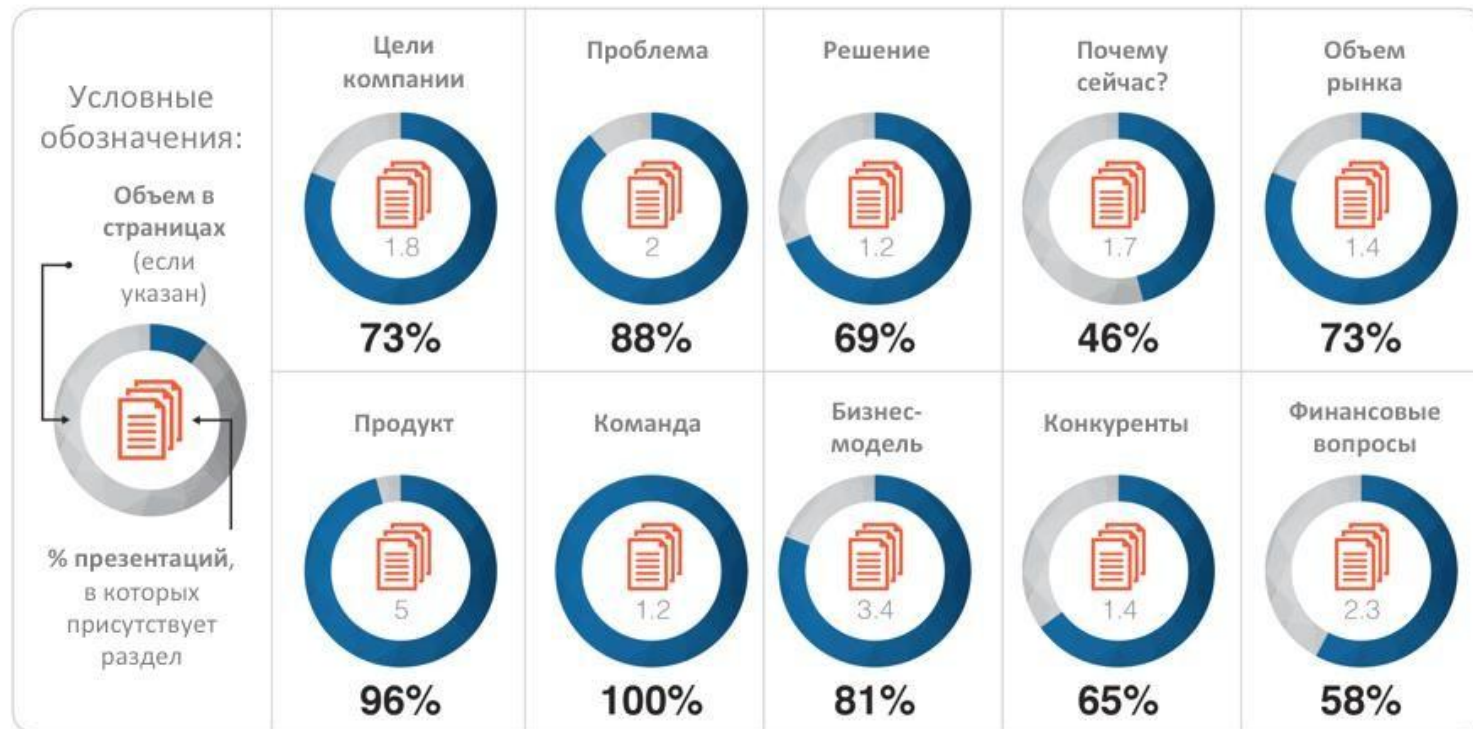 Условные
обозначения:
Объем в
страницах
(если
указан)
% презентаций,
в которых
присутствует
раздел
Цели
компании
1.8
73%
Проблема
2
88%
Решение
1.2
69%
Почему
сейчас?
1.7
46%
Объем
рынка
1.4
73%
Продукт
5
96%
Команда
1.2
100%
Бизнес-
модель
3.4
81%
Конкуренты
1.4
65%
Финансовые
вопросы
2.3
58%